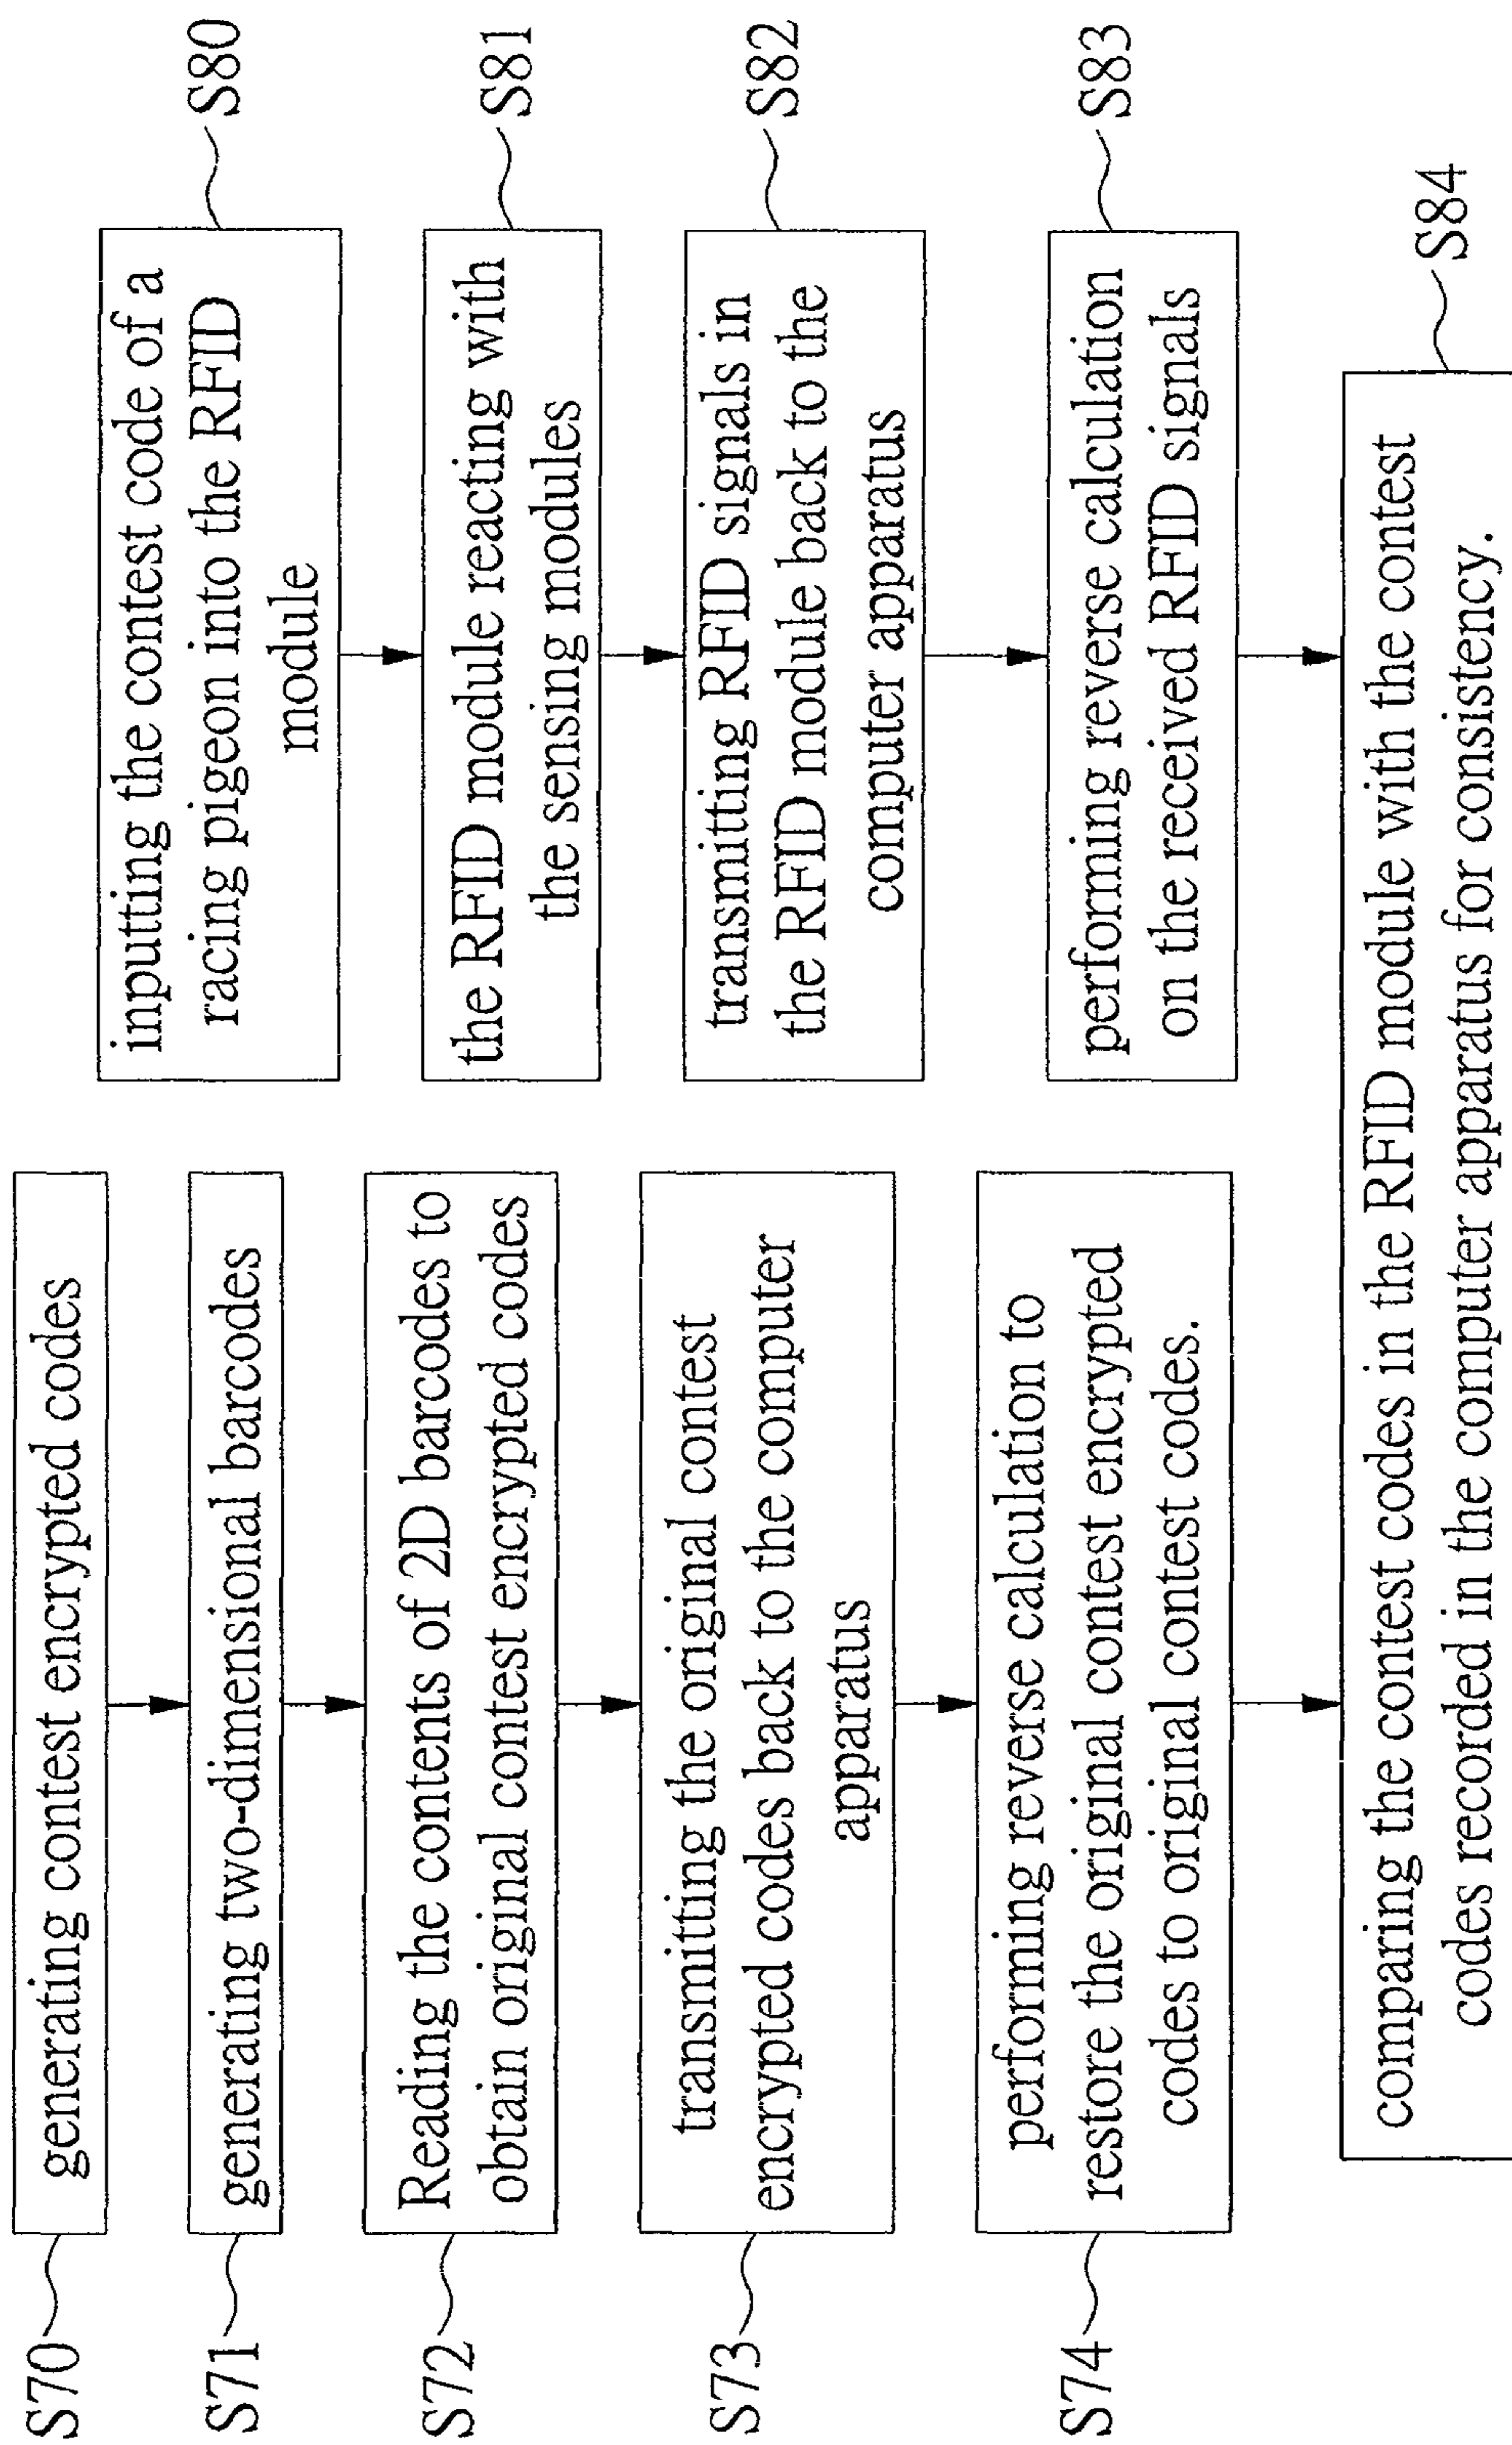 S70
generating contest encrypted codes
S71
generating two-dimensional barcodes
S72
Reading the contents of 2D barcodes to
obtain original contest encrypted codes
S73
transmitting the original contest
encrypted codes back to the computer
apparatus
S74
performing reverse calculation to
restore the original contest encrypted
codes to original contest codes.
inputting the contest code of a
racing pigeon into the RFID
module
S80
the RFID module reacting with
the sensing modules
S81
transmitting RFID signals in
the RFID module back to the
computer apparatus
S82
performing reverse calculation
on the received RFID signals
S83
comparing the contest codes in the RFID module with the contest
codes recorded in the computer apparatus for consistency.
S84